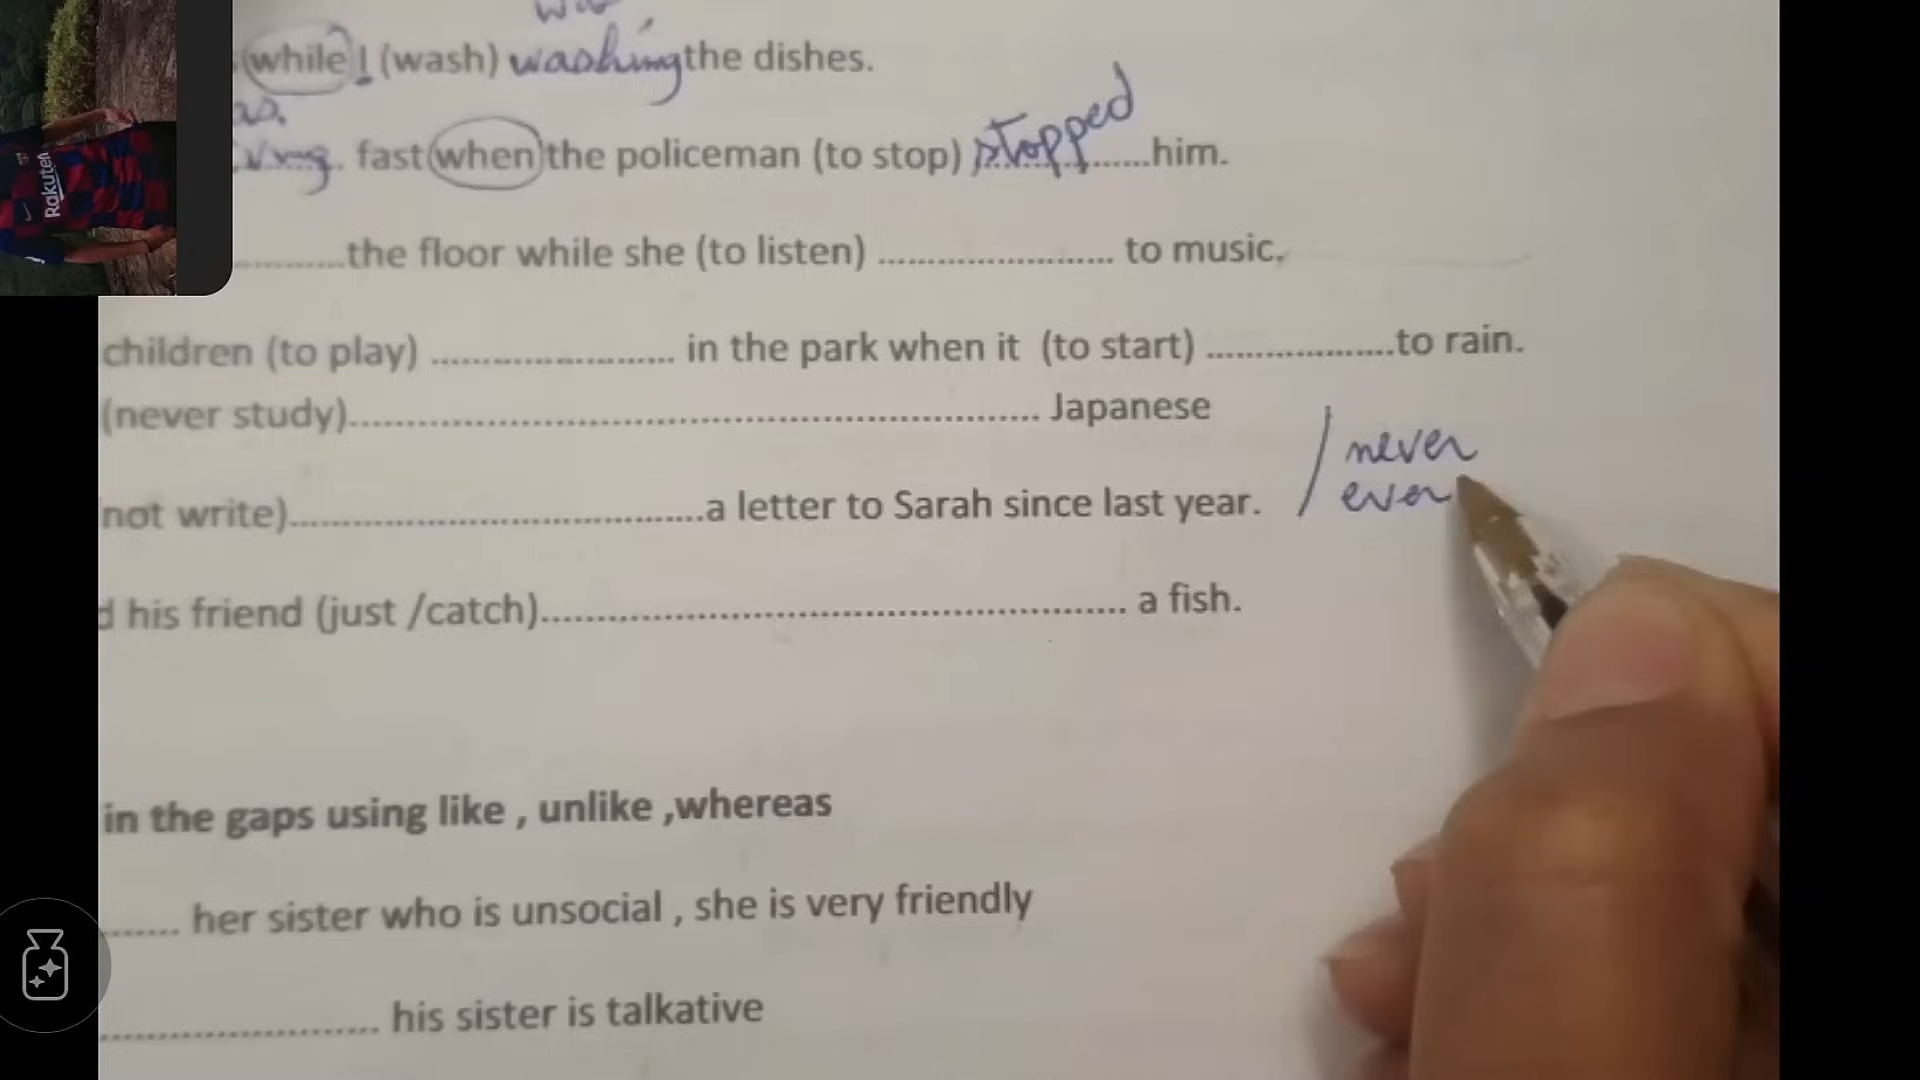 was
while I (wash) washing the dishes.
as.
ving. fast when the policeman (to stop) stopped him.
Rakuten
............the floor while she (to listen) ........................ to music.
children (to play) ......................... in the park when it (to start) ...................to rain.
(never study)...................................................................... Japanese
never
not write)..........................................a letter to Sarah since last year.
ever
d his friend (just /catch)............................................................ a fish.
in the gaps using like , unlike ,whereas
........ her sister who is unsocial , she is very friendly
............................ his sister is talkative